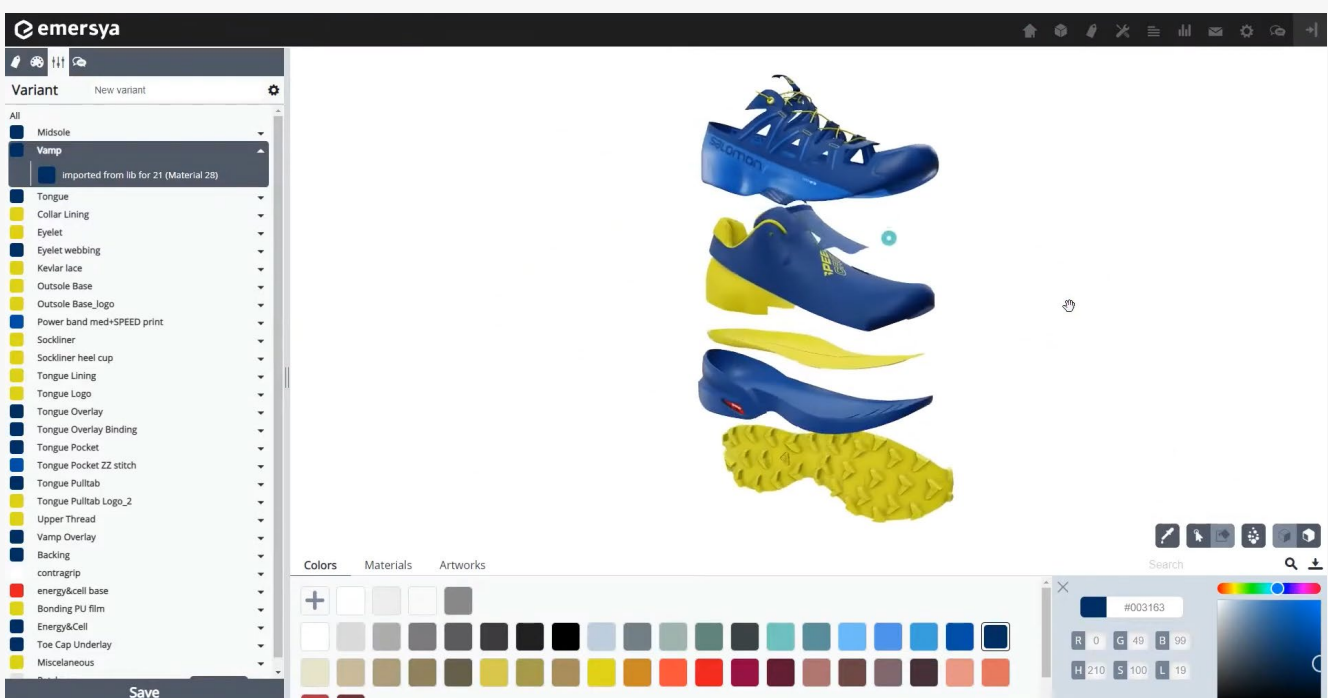 emersya
Variant New variant
All
Midsole
Vamp
imported from lib for 21 (Material 28)
Tongue
Collar Lining
Eyelet
Eyelet webbing
Kevlar lace
Outsole Base
Outsole Base_logo
Power band med+SPEED print
Sockliner
Sockliner heel cup
Tongue Lining
Tongue Logo
Tongue Overlay
Tongue Overlay Binding
Tongue Pocket
Tongue Pocket ZZ stitch
Tongue Pulltab
Tongue Pulltab Logo_2
Upper Thread
Vamp Overlay
Backing
contragrip
energy&cell base
Bonding PU film
Energy&Cell
Toe Cap Underlay
Miscelaneous
Save
salomon
SPEED
Colors Materials Artworks
Search
#003163
R 0 G 49 B 99
H 210 S 100 L 19